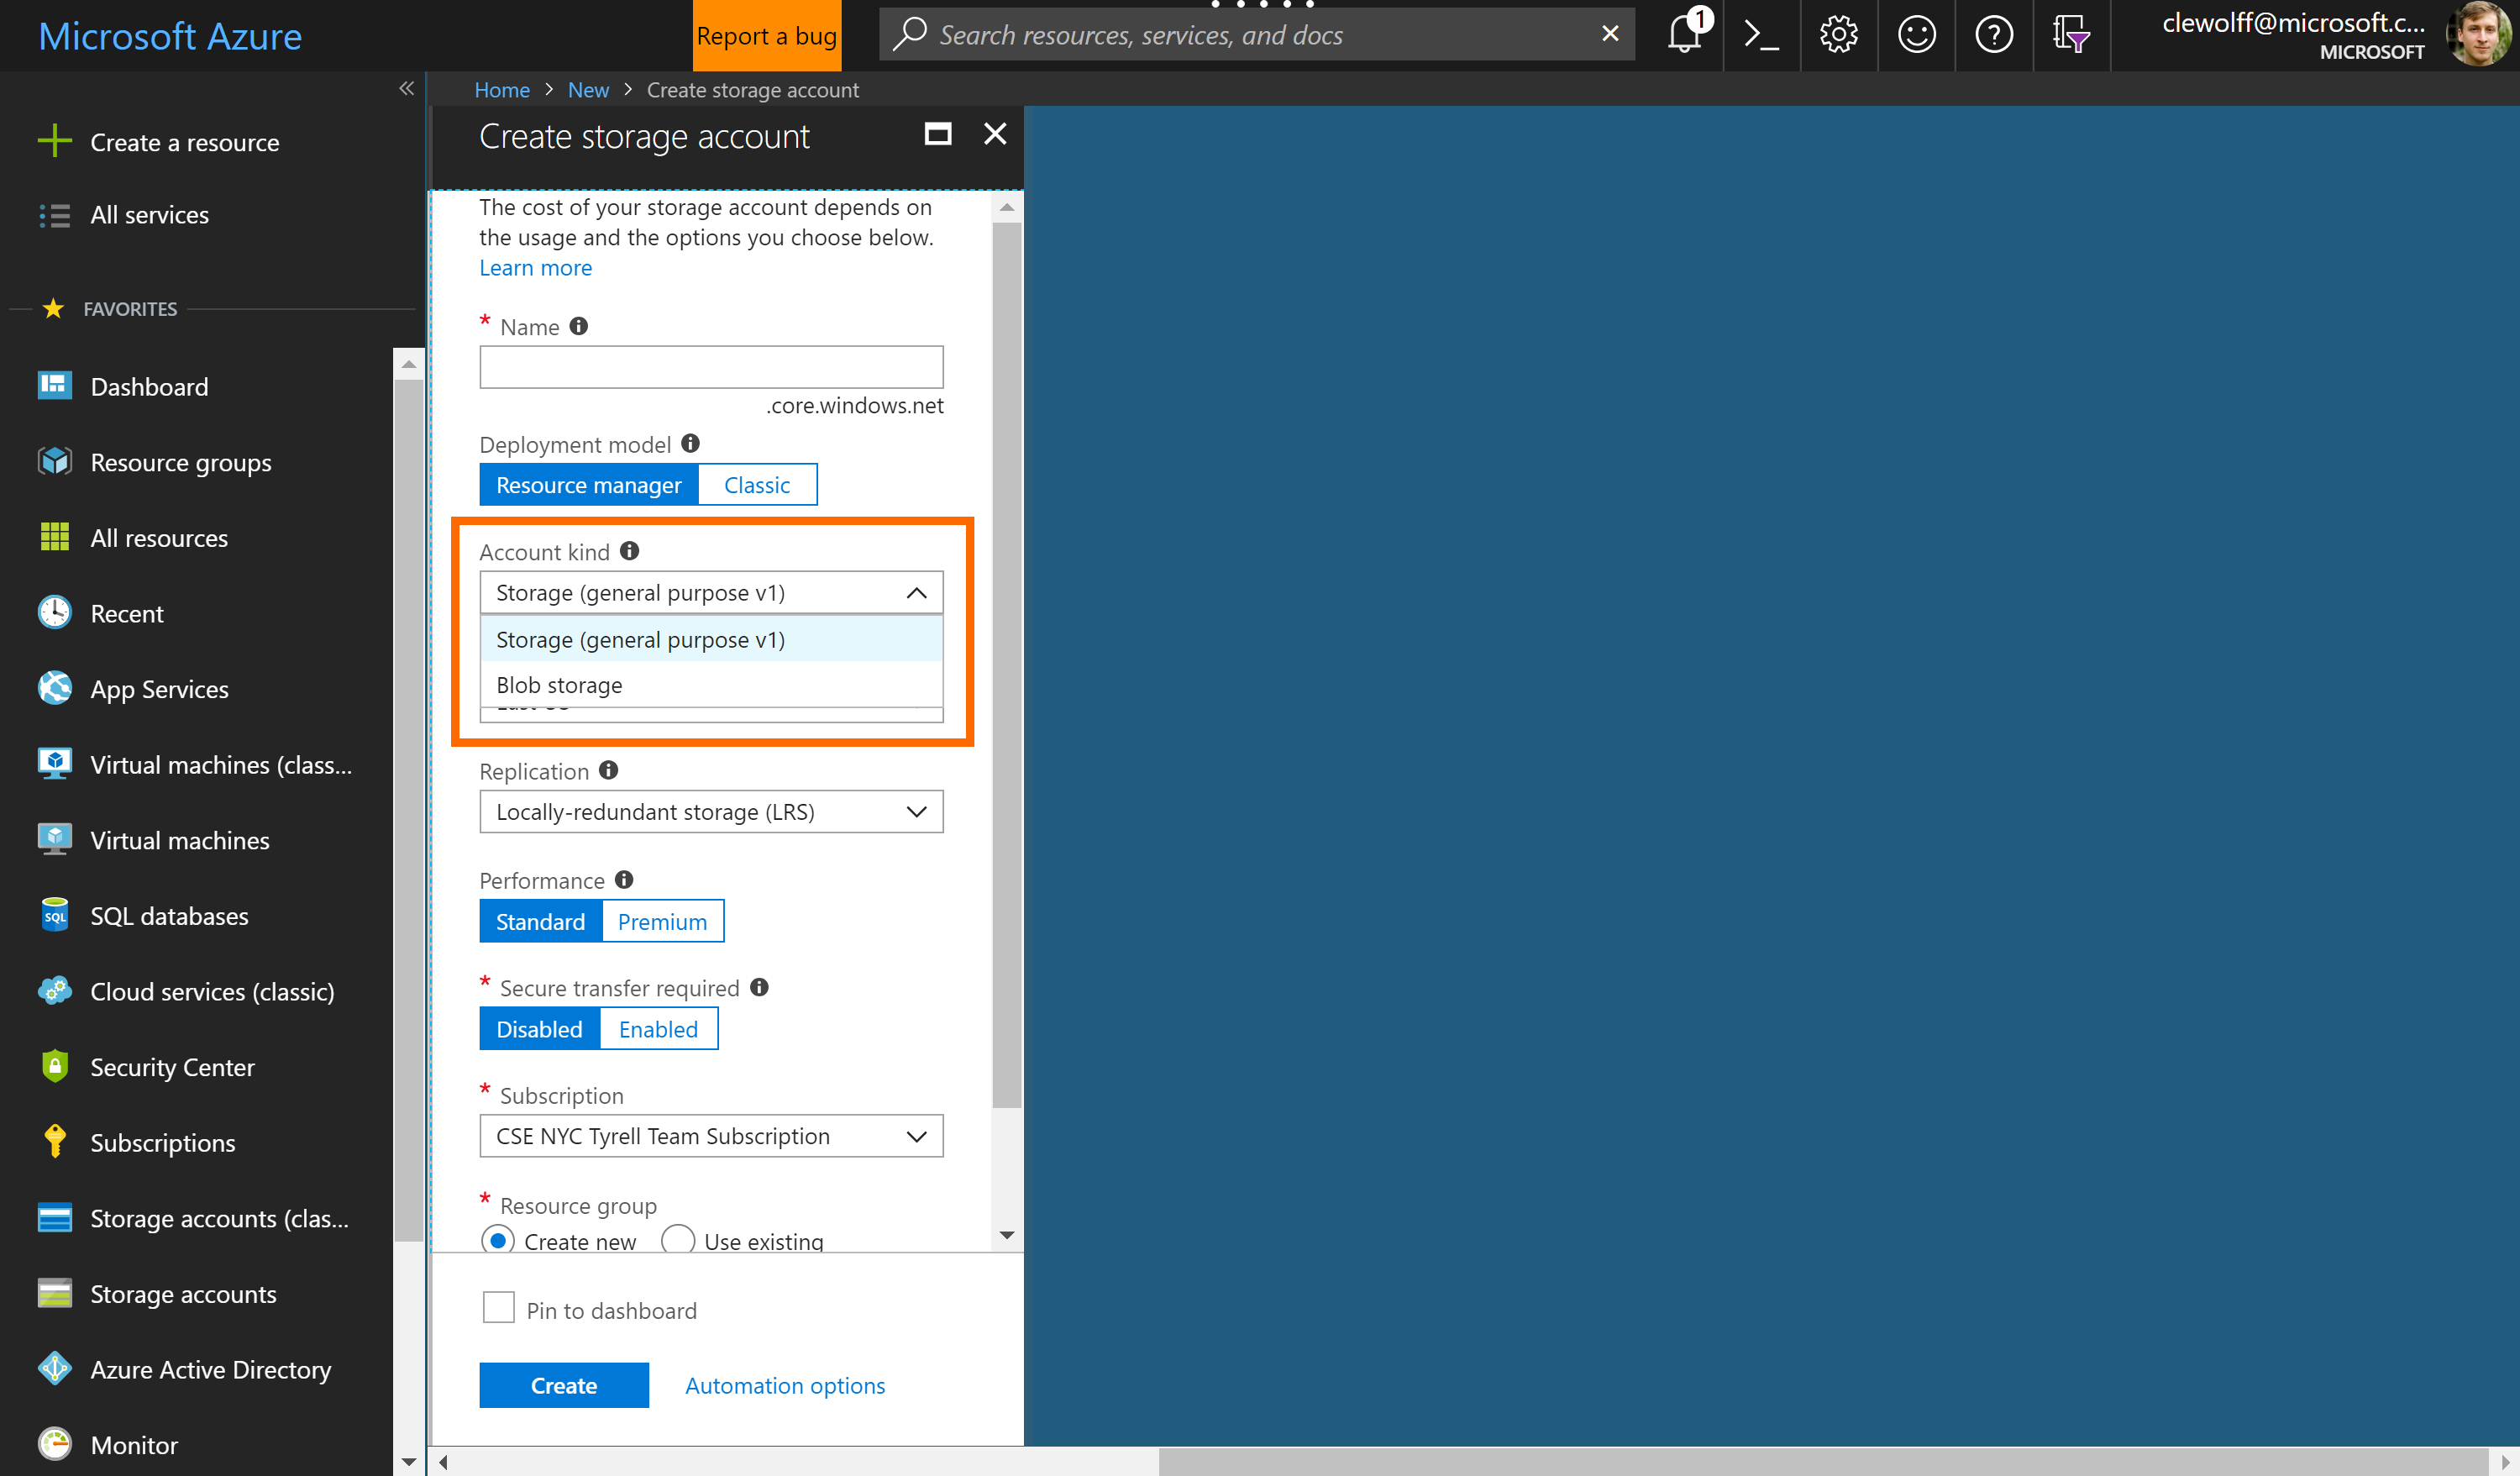 Microsoft Azure
Report a bug
Search resources, services, and docs
1
clewolff@microsoft.c...
MICROSOFT
Home > New > Create storage account
Create a resource
All services
FAVORITES
Dashboard
Resource groups
All resources
Recent
App Services
Virtual machines (class...
Virtual machines
SQL
SQL databases
Cloud services (classic)
Security Center
Subscriptions
Storage accounts (clas...
Storage accounts
Azure Active Directory
Monitor
Create storage account
The cost of your storage account depends on
the usage and the options you choose below.
Learn more
* Name
.core.windows.net
Deployment model
Resource manager Classic
Account kind
Storage (general purpose v1)
Storage (general purpose v1)
Blob storage
Replication
Locally-redundant storage (LRS)
Performance
Standard Premium
* Secure transfer required
Disabled Enabled
* Subscription
CSE NYC Tyrell Team Subscription
* Resource group
Create new Use existing
Pin to dashboard
Create Automation options